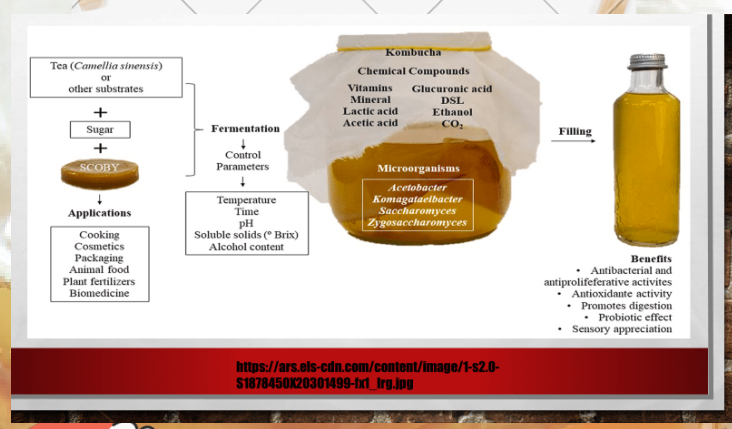 Tea (Camellia sinensis)
or
other substrates
+
Sugar
+
SCOBY
Applications
Cooking
Cosmetics
Packaging
Animal food
Plant fertilizers
Biomedicine
Fermentation
Control
Parameters
Temperature
Time
pH
Soluble solids (° Brix)
Alcohol content
Kombucha
Chemical Compounds
Vitamins Glucuronic acid
Mineral DSL
Lactic acid Ethanol
Acetic acid CO₂
Microorganisms
Acetobacter
Komagataeibacter
Saccharomyces
Zygosaccharomyces
Filling
Benefits
• Antibacterial and
antiprolifeferative activites
• Antioxidante activity
• Promotes digestion
• Probiotic effect
• Sensory appreciation
https://ars.els-cdn.com/content/image/1-s2.0-
S1878450X20301499-fx1_lrg.jpg